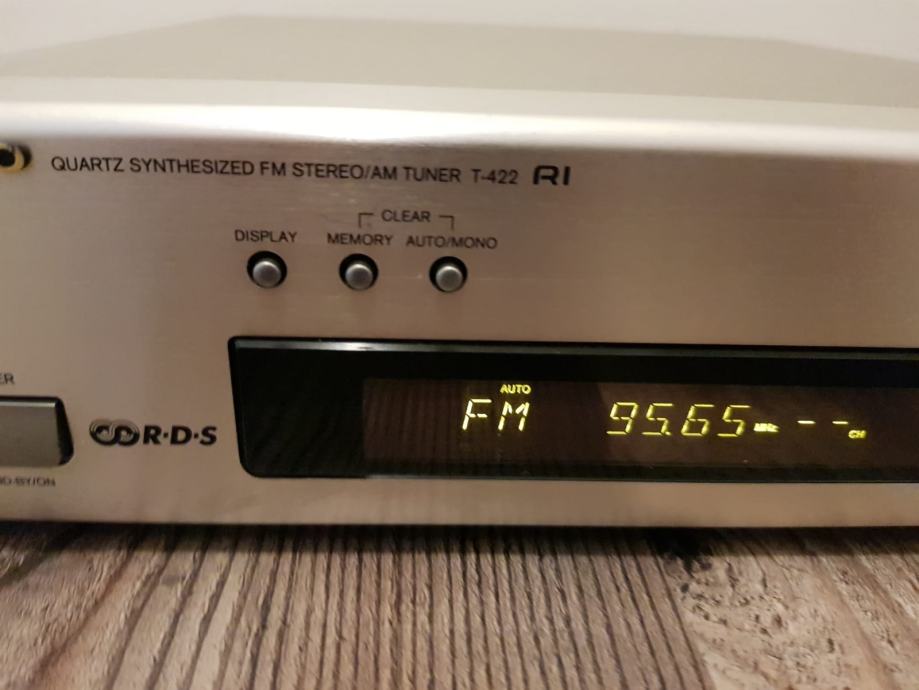 QUARTZ SYNTHESIZED FM STEREO/AM TUNER T-422 RI
CLEAR
DISPLAY MEMORY AUTO/MONO
AUTO
FM 95.65 MHz -- CH
R·D·S